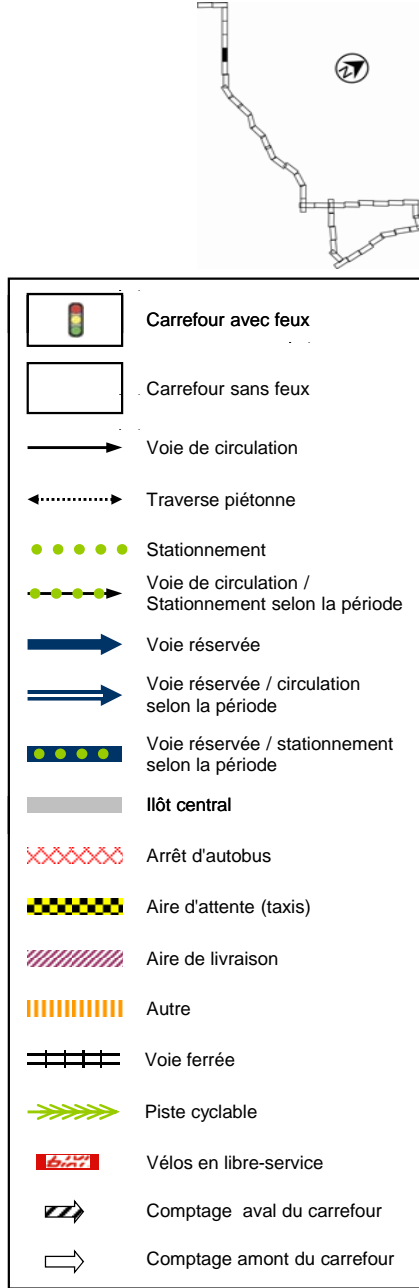 N
Carrefour avec feux
Carrefour sans feux
Voie de circulation
Traverse piétonne
Stationnement
Voie de circulation /
Stationnement selon la période
Voie réservée
Voie réservée / circulation
selon la période
Voie réservée / stationnement
selon la période
Ilôt central
Arrêt d'autobus
Aire d'attente (taxis)
Aire de livraison
Autre
Voie ferrée
Piste cyclable
Vélos en libre-service
Comptage aval du carrefour
Comptage amont du carrefour